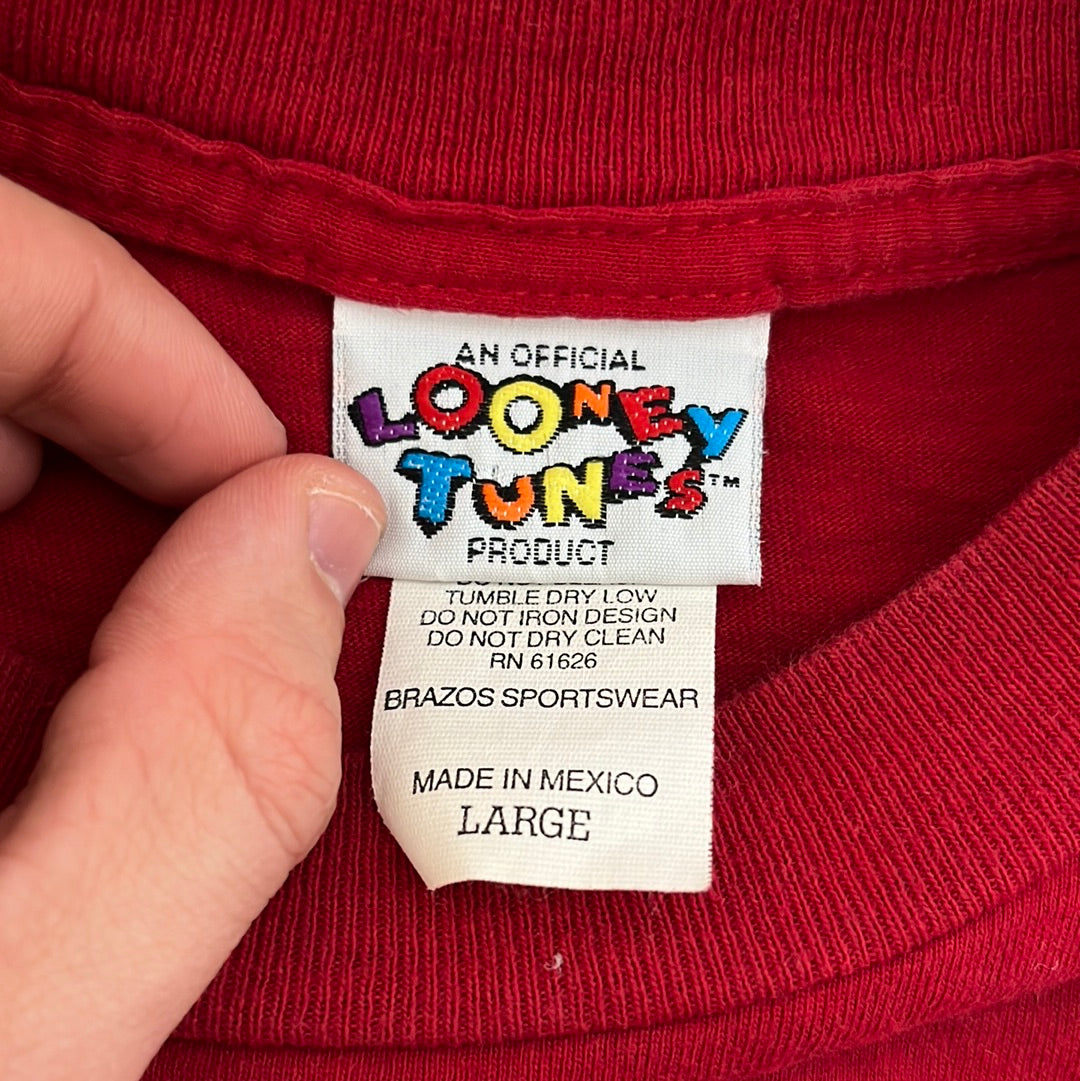 AN OFFICIAL
LOONEY
TUNES™
PRODUCT
TUMBLE DRY LOW
DO NOT IRON DESIGN
DO NOT DRY CLEAN
RN 61626
BRAZOS SPORTSWEAR
MADE IN MEXICO
LARGE